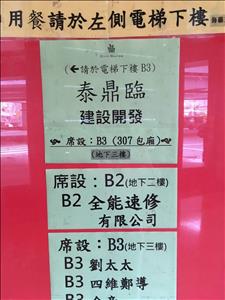 用餐請於左側電梯下樓
(←請於電梯下樓 B3)
泰鼎臨
建設開發
席設：B3(307包廂)
(地下三樓)
席設：B2(地下二樓)
B2 全能速修
有限公司
席設：B3(地下三樓)
B3 劉太太
B3 四維鄭導
B3